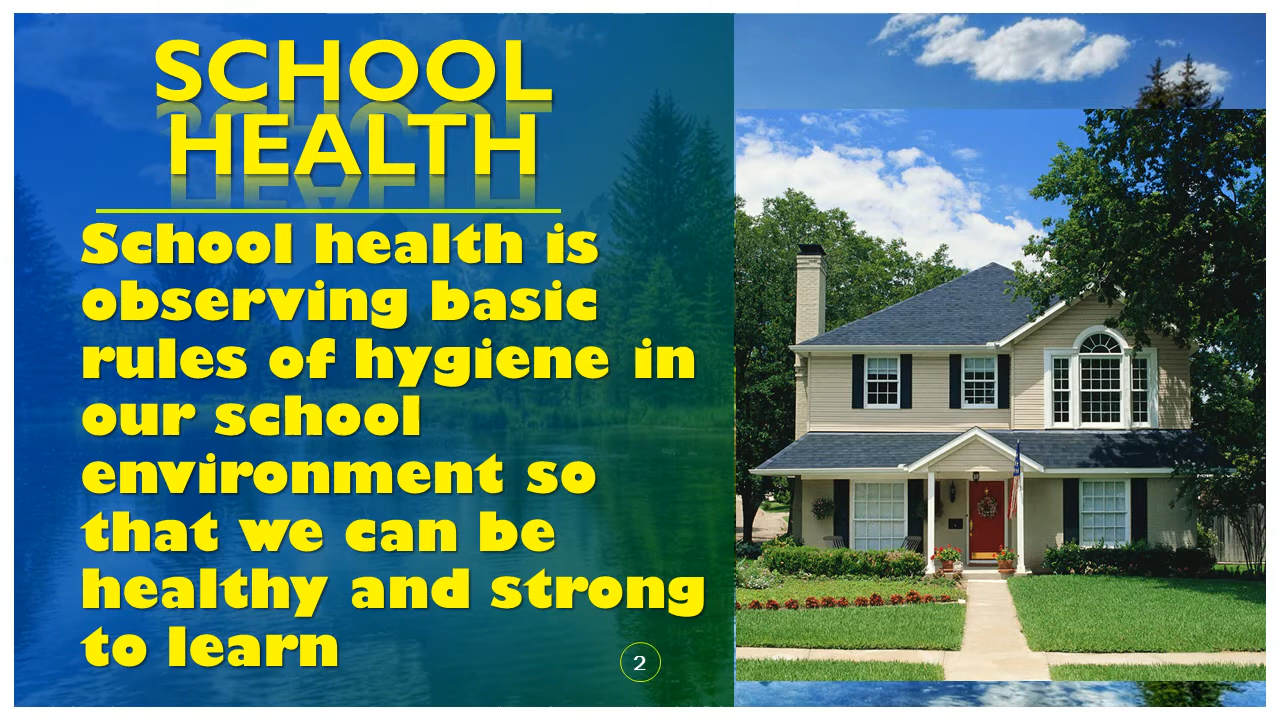 SCHOOL
HEALTH
School health is
observing basic
rules of hygiene in
our school
environment so
that we can be
healthy and strong
to learn
2